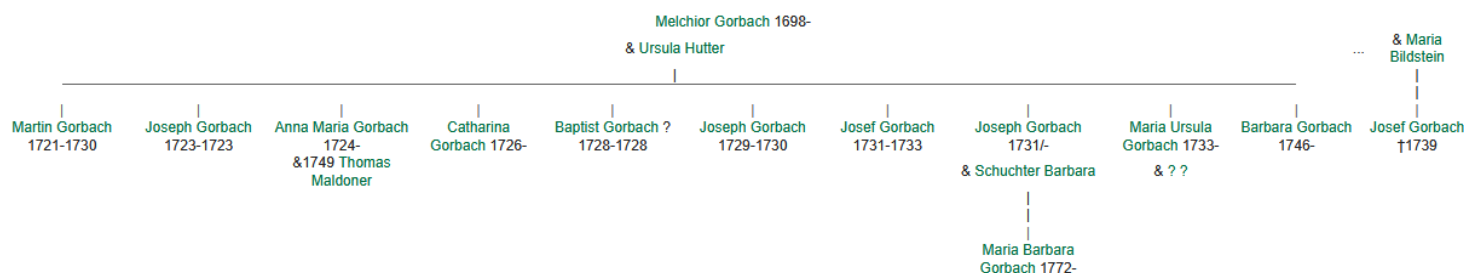 Melchior Gorbach 1698-
& Ursula Hutter
...
& Maria
Bildstein
Martin Gorbach
1721-1730
Joseph Gorbach
1723-1723
Anna Maria Gorbach
1724-
&1749 Thomas
Maldoner
Catharina
Gorbach 1726-
Baptist Gorbach ?
1728-1728
Joseph Gorbach
1729-1730
Josef Gorbach
1731-1733
Joseph Gorbach
1731/-
& Schuchter Barbara
Maria Barbara
Gorbach 1772-
Maria Ursula
Gorbach 1733-
& ? ?
Barbara Gorbach
1746-
Josef Gorbach
†1739